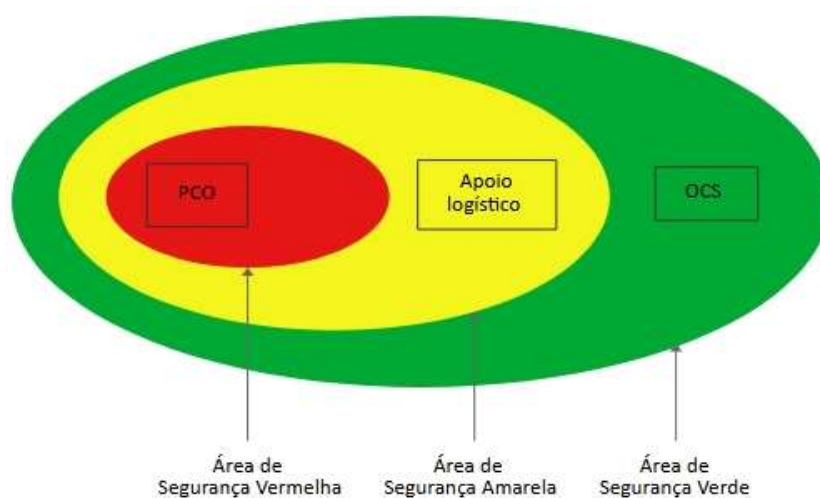 PCO
Apoio
logístico
OCS
Área de
Segurança Vermelha
Área de
Segurança Amarela
Área de
Segurança Verde